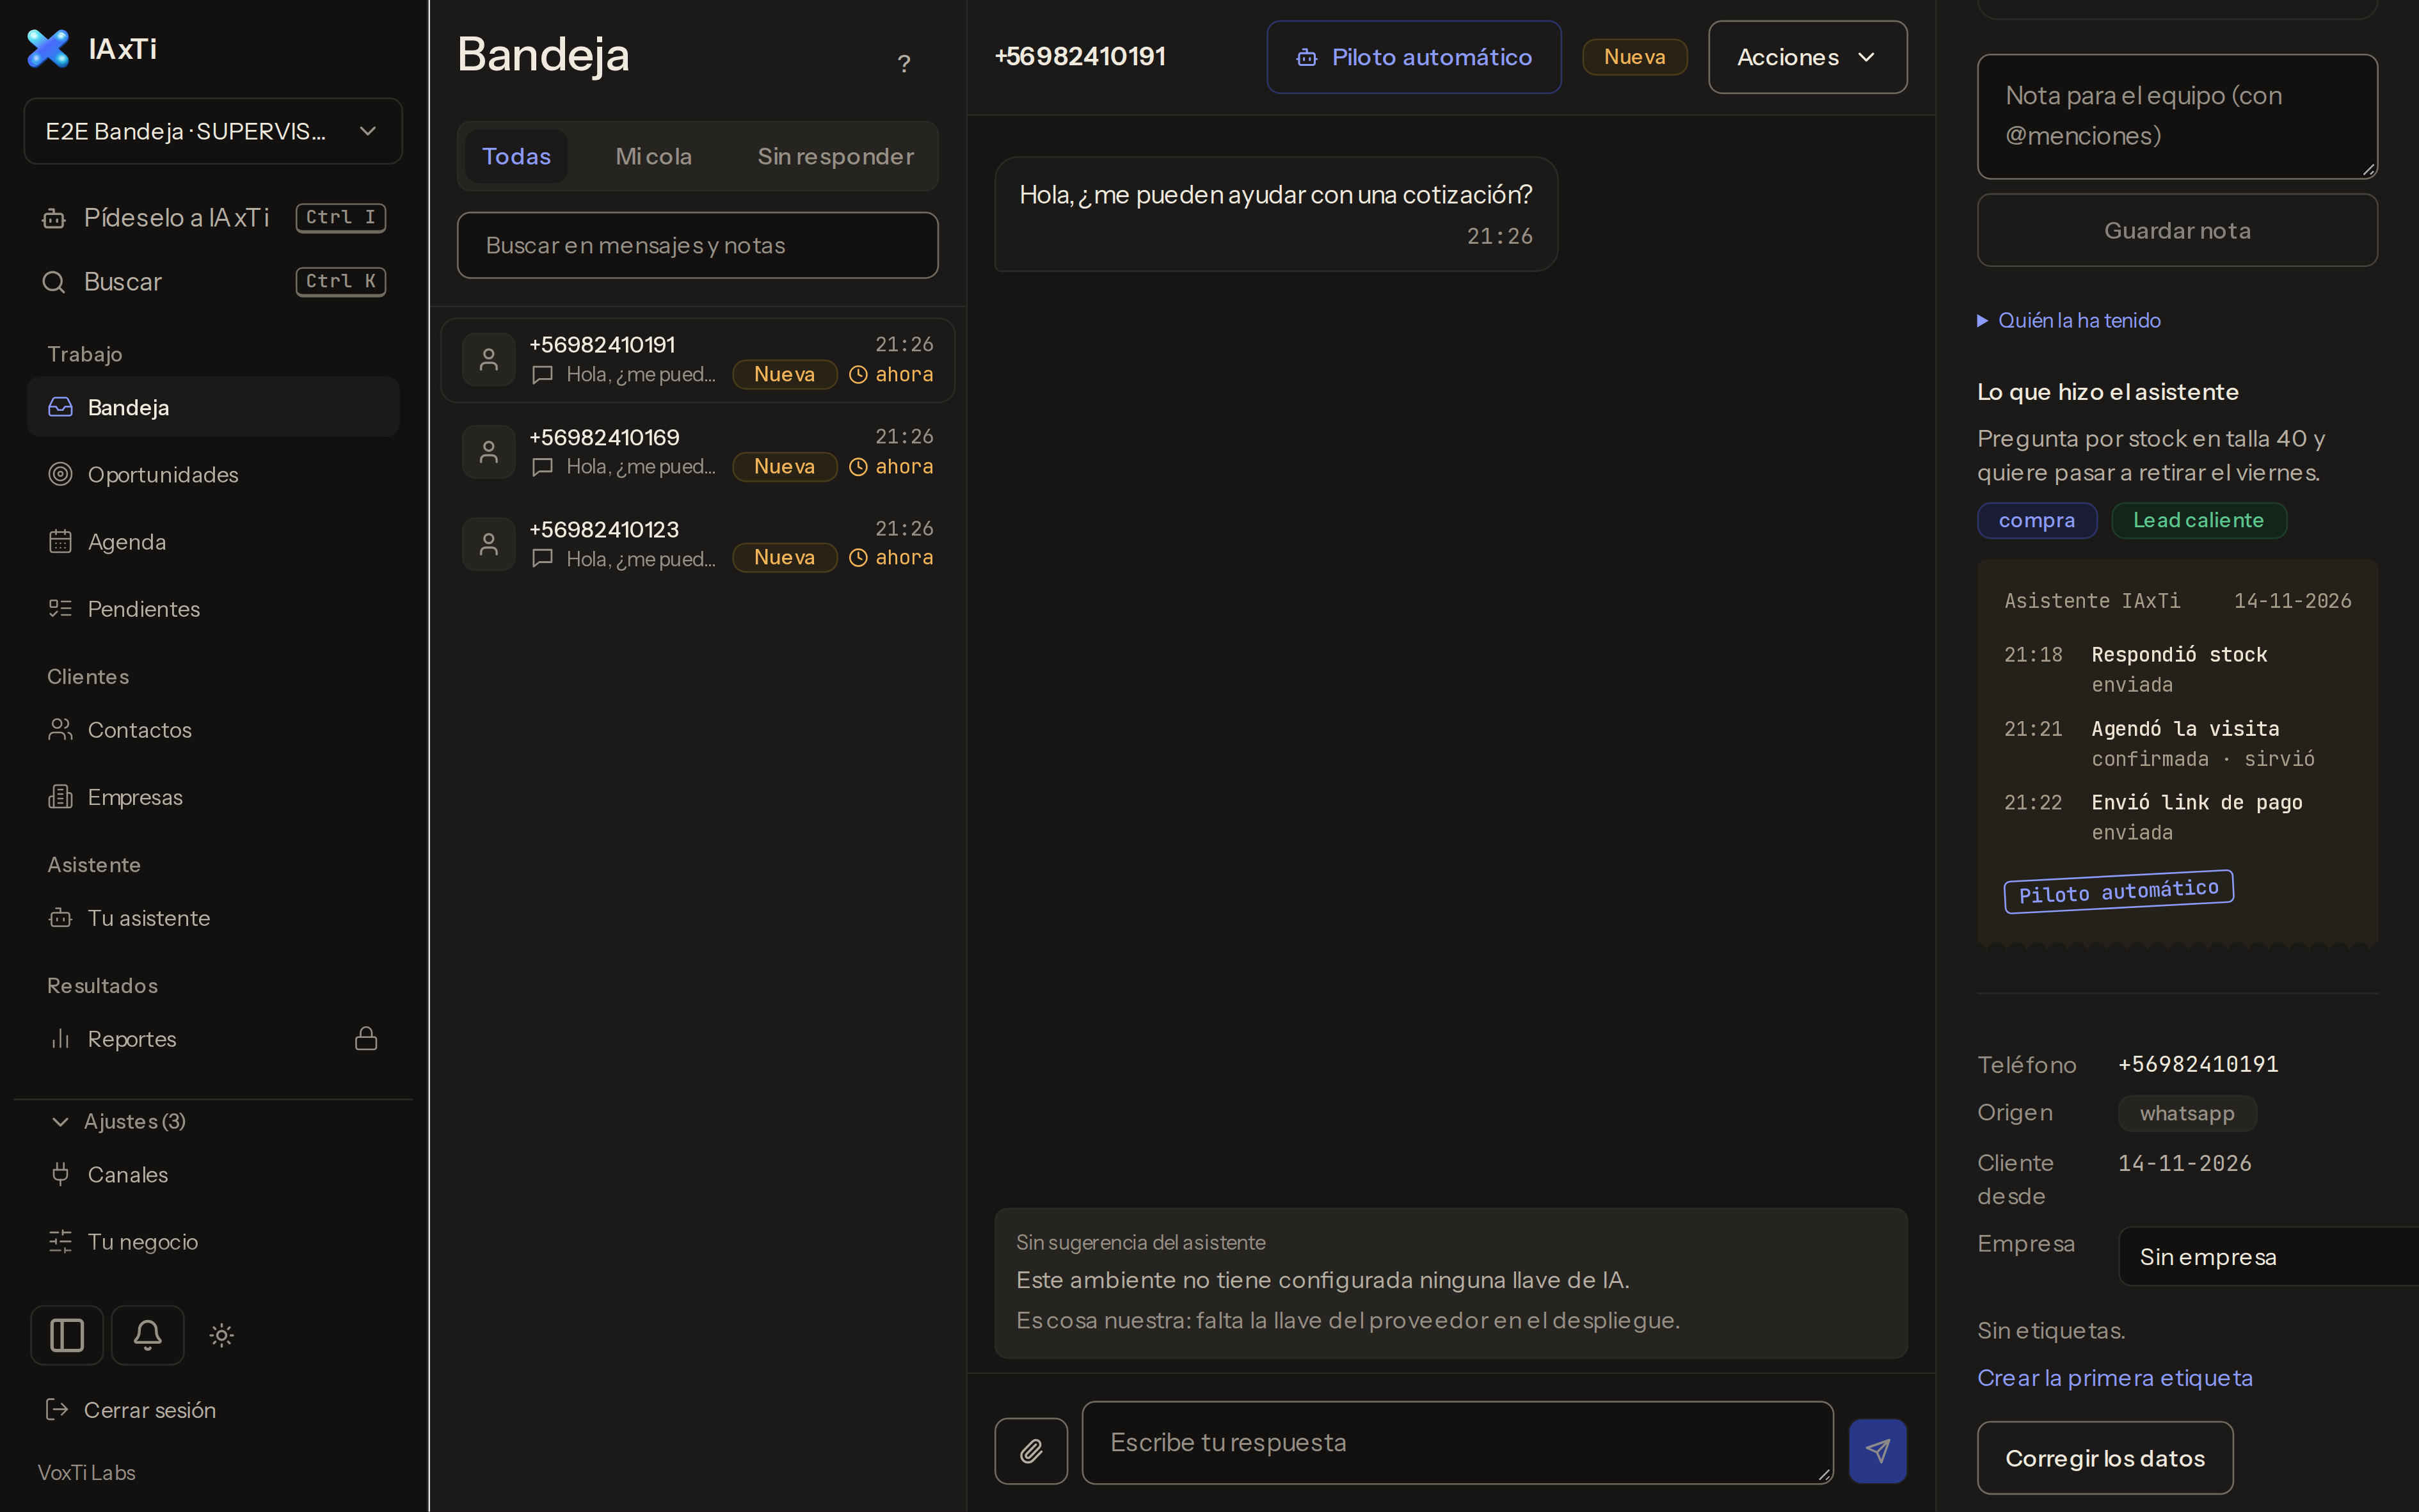 IAxTi
E2E Bandeja · SUPERVIS...
Pídeselo a IAxTi
Ctrl I
Buscar
Ctrl K
Trabajo
Bandeja
Oportunidades
Agenda
Pendientes
Clientes
Contactos
Empresas
Asistente
Tu asistente
Resultados
Reportes
Ajustes (3)
Canales
Tu negocio
Cerrar sesión
VoxTi Labs
Bandeja
?
Todas
Mi cola
Sin responder
Buscar en mensajes y notas
+56982410191
21:26
Hola, ¿me pued...
Nueva
ahora
+56982410169
21:26
Hola, ¿me pued...
Nueva
ahora
+56982410123
21:26
Hola, ¿me pued...
Nueva
ahora
+56982410191
Piloto automático
Nueva
Acciones
Hola, ¿me pueden ayudar con una cotización?
21:26
Sin sugerencia del asistente
Este ambiente no tiene configurada ninguna llave de IA.
Es cosa nuestra: falta la llave del proveedor en el despliegue.
Escribe tu respuesta
Nota para el equipo (con
@menciones)
Guardar nota
Quién la ha tenido
Lo que hizo el asistente
Pregunta por stock en talla 40 y
quiere pasar a retirar el viernes.
compra
Lead caliente
Asistente IAxTi
14-11-2026
21:18 Respondió stock
enviada
21:21 Agendó la visita
confirmada · sirvió
21:22 Envió link de pago
enviada
Piloto automático
Teléfono
+56982410191
Origen
whatsapp
Cliente
desde
14-11-2026
Empresa
Sin empresa
Sin etiquetas.
Crear la primera etiqueta
Corregir los datos